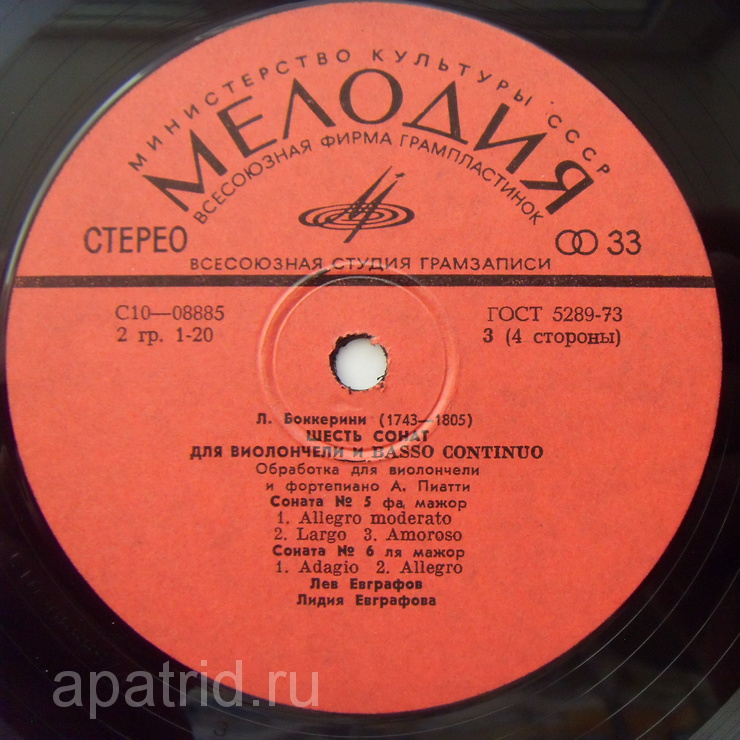 МИНИСТЕРСТВО КУЛЬТУРЫ СССР
МЕЛОДИЯ
ВСЕСОЮЗНАЯ ФИРМА ГРАМПЛАСТИНОК
СТЕРЕО
33
ВСЕСОЮЗНАЯ СТУДИЯ ГРАМЗАПИСИ
С10—08885
ГОСТ 5289-73
2 гр. 1-20
3 (4 стороны)
Л. Боккерини (1743—1805)
ШЕСТЬ СОНАТ
ДЛЯ ВИОЛОНЧЕЛИ И BASSO CONTINUO
Обработка для виолончели
и фортепиано А. Пиатти
Соната № 5 фа мажор
1. Allegro moderato
2. Largo 3. Amoroso
Соната № 6 ля мажор
1. Adagio 2. Allegro
Лев Евграфов
Лидия Евграфова
apatrid.ru